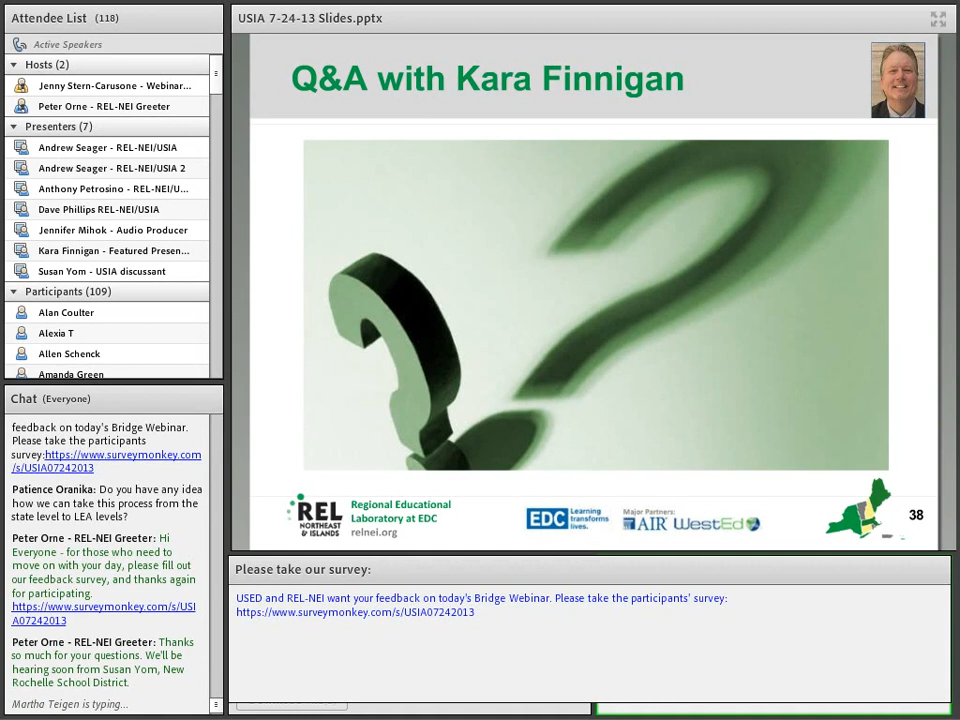 Attendee List (118)
Active Speakers
Hosts (2)
Jenny Stern-Carusone - Webinar...
Peter Orne - REL-NEI Greeter
Presenters (7)
Andrew Seager - REL-NEI/USIA
Andrew Seager - REL-NEI/USIA 2
Anthony Petrosino - REL-NEI/U...
Dave Phillips REL-NEI/USIA
Jennifer Mihok - Audio Producer
Kara Finnigan - Featured Presen...
Susan Yom - USIA discussant
Participants (109)
Alan Coulter
Alexia T
Allen Schenck
Amanda Green
Chat (Everyone)
feedback on today's Bridge Webinar.
Please take the participants
survey:https://www.surveymonkey.com
/s/USIA07242013
Patience Oranika: Do you have any idea
how we can take this process from the
state level to LEA levels?
Peter Orne - REL-NEI Greeter: Hi
Everyone - for those who need to
move on with your day, please fill out
our feedback survey, and thanks again
for participating.
https://www.surveymonkey.com/s/USI
A07242013
Peter Orne - REL-NEI Greeter: Thanks
so much for your questions. We'll be
hearing soon from Susan Yom, New
Rochelle School District.
Martha Teigen is typing...
USIA 7-24-13 Slides.pptx
Q&A with Kara Finnigan
REL
NORTHEAST
& ISLANDS
Regional Educational
Laboratory at EDC
relnei.org
EDC Learning
transforms
lives.
Major Partners:
AIR WestEd
38
Please take our survey:
USED and REL-NEI want your feedback on today's Bridge Webinar. Please take the participants' survey:
https://www.surveymonkey.com/s/USIA07242013